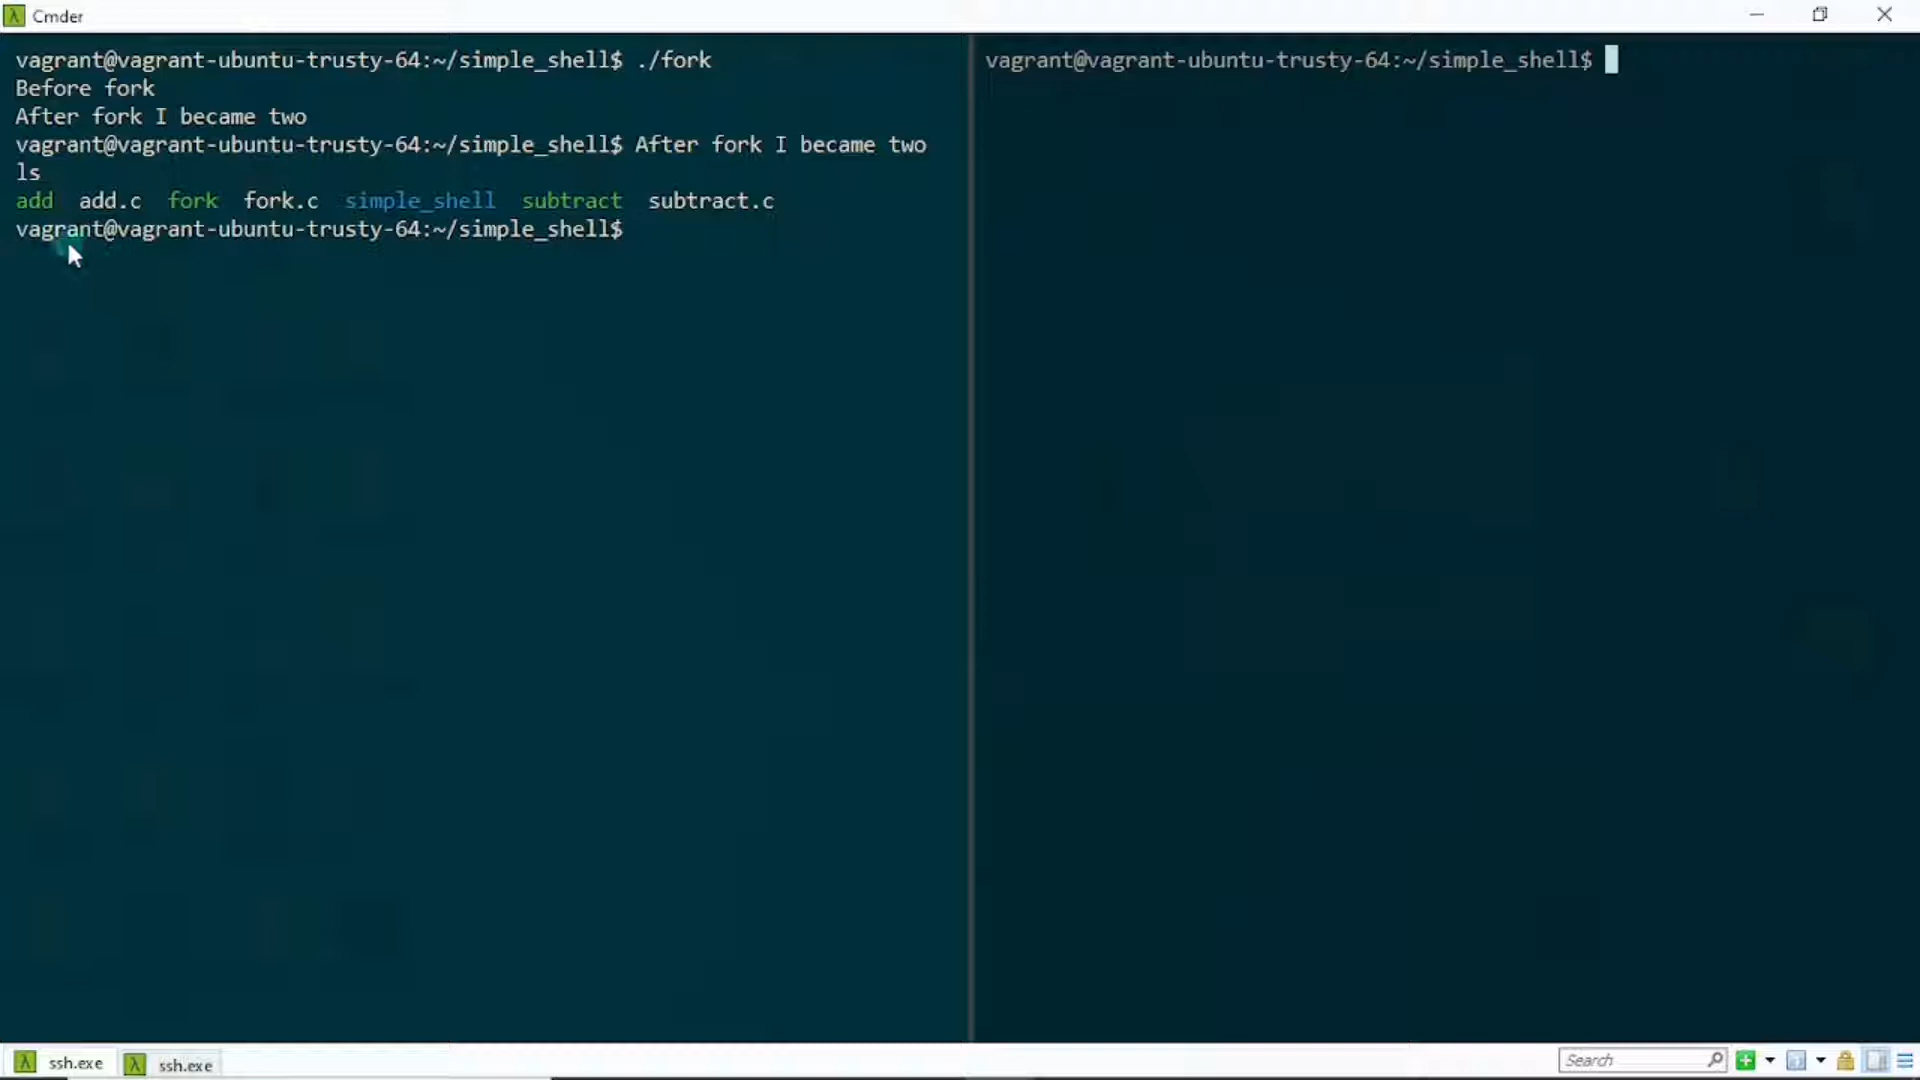 Cmder
vagrant@vagrant-ubuntu-trusty-64:~/simple_shell$ ./fork
Before fork
After fork I became two
vagrant@vagrant-ubuntu-trusty-64:~/simple_shell$ After fork I became two
ls
add add.c fork fork.c simple_shell subtract subtract.c
vagrant@vagrant-ubuntu-trusty-64:~/simple_shell$
vagrant@vagrant-ubuntu-trusty-64:~/simple_shell$
ssh.exe ssh.exe Search